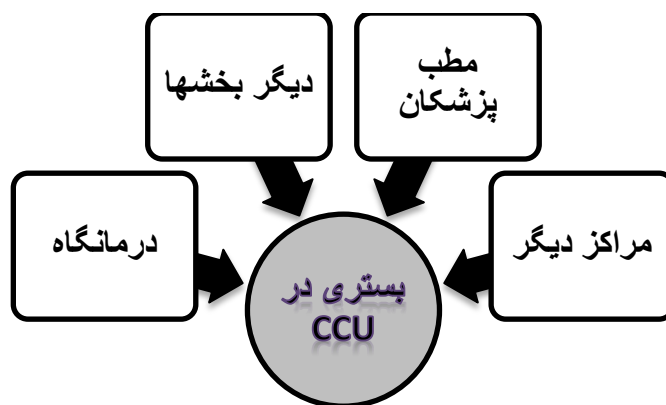 مطب
پزشکان
دیگر بخشها
مراکز دیگر
درمانگاه
بستری در
CCU